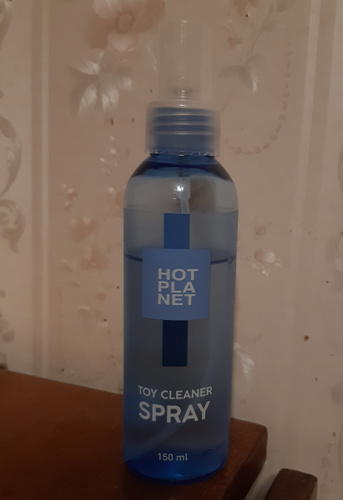 HOT
PLA
NET
TOY CLEANER
SPRAY
150 ml